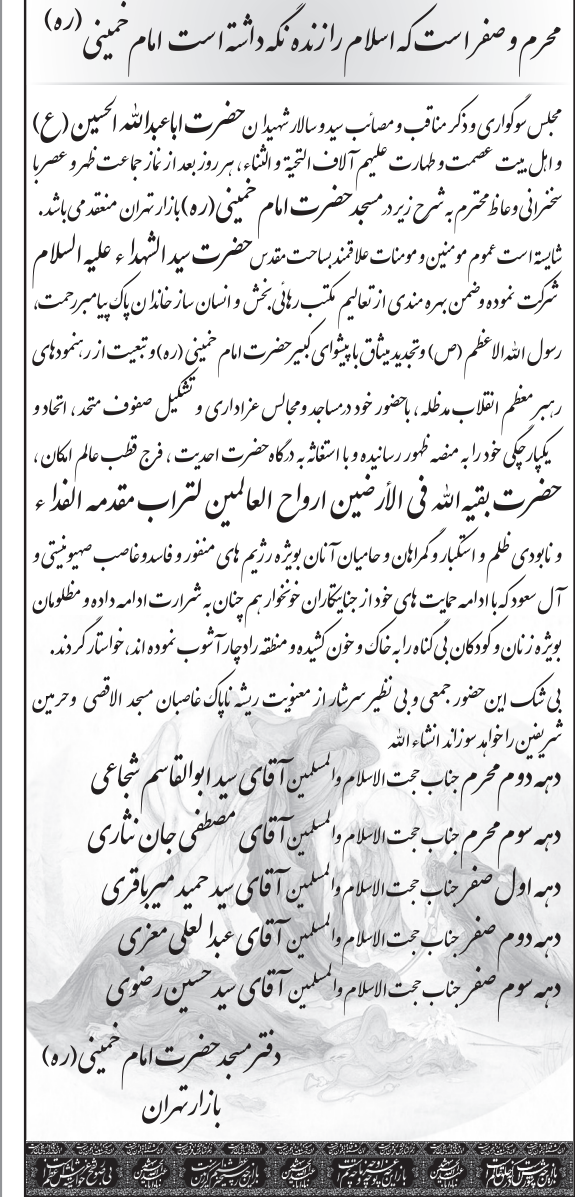 محرم و صفر است که اسلام را زنده نگه داشته است امام خمینی (ره)
مجلس سوگواری و ذکر مناقب و مصائب سید و سالار شهیدان حضرت اباعبدالله الحسین (ع)
و اهل بیت عصمت و طهارت علیهم آلاف التحیة و الثناء، هر روز بعد از نماز جماعت ظهر و عصر با
سخنرانی وعاظ محترم به شرح زیر در مسجد حضرت امام خمینی (ره) بازار تهران منعقد می باشد.
شایسته است عموم مومنین و مومنات علاقمند بساحت مقدس حضرت سید الشهداء علیه السلام
شرکت نموده و ضمن بهره مندی از تعالیم مکتب رهائی بخش و انسان ساز خاندان پاک پیامبر رحمت،
رسول الله الاعظم (ص) و تجدید میثاق با پیشوای کبیر حضرت امام خمینی (ره) و تبعیت از رهنمودهای
رهبر معظم انقلاب مدظله، باحضور خود در مساجد و مجالس عزاداری و تشکیل صفوف متحد، اتحاد و
یکپارچگی خود را به منصه ظهور رسانیده و با استغاثه به درگاه حضرت احدیت، فرج قطب عالم امکان،
حضرت بقیه الله فی الأرضین ارواح العالمین لتراب مقدمه الفداء
و نابودی ظلم و استکبار و گمراهان و حامیان آنان بویژه رژیم های منفور و فاسد و غاصب صهیونیستی و
آل سعود که با ادامه حمایت های خود از جنایتکاران خونخوار هم چنان به شرارت ادامه داده و مظلومان
بویژه زنان و کودکان بی گناه را به خاک و خون کشیده و منطقه را دچار آشوب نموده اند، خواستار گردند.
بی شک این حضور جمعی و بی نظیر سرشار از معنویت ریشه ناپاک غاصبان مسجد الاقصی و حرمین
شریفین را خواهد سوزاند انشاء الله
دهه دوم محرم جناب حجت الاسلام و المسلمین آقای سید ابوالقاسم شجاعی
دهه سوم محرم جناب حجت الاسلام و المسلمین آقای مصطفی جان نثاری
دهه اول صفر جناب حجت الاسلام و المسلمین آقای سید حمید میرباقری
دهه دوم صفر جناب حجت الاسلام و المسلمین آقای عبدالعلی معزی
دهه سوم صفر جناب حجت الاسلام و المسلمین آقای سید حسین رضوی
دفتر مسجد حضرت امام خمینی (ره)
بازار تهران